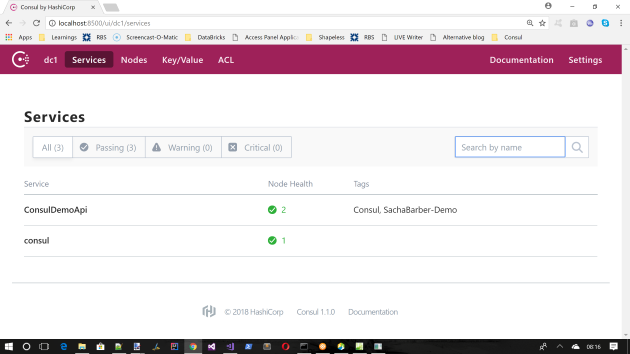 Consul by HashiCorp
localhost:8500/ui/dc1/services
Apps Learnings RBS Screencast-O-Matic DataBricks Access Panel Applic Shapeless RBS LIVE Writer Alternative blog Consul
dc1 Services Nodes Key/Value ACL Documentation Settings
Services
All (3) Passing (3) Warning (0) Critical (0) Search by name
Service Node Health Tags
ConsulDemoApi 2 Consul, SachaBarber-Demo
consul 1
© 2018 HashiCorp Consul 1.1.0 Documentation
08:16